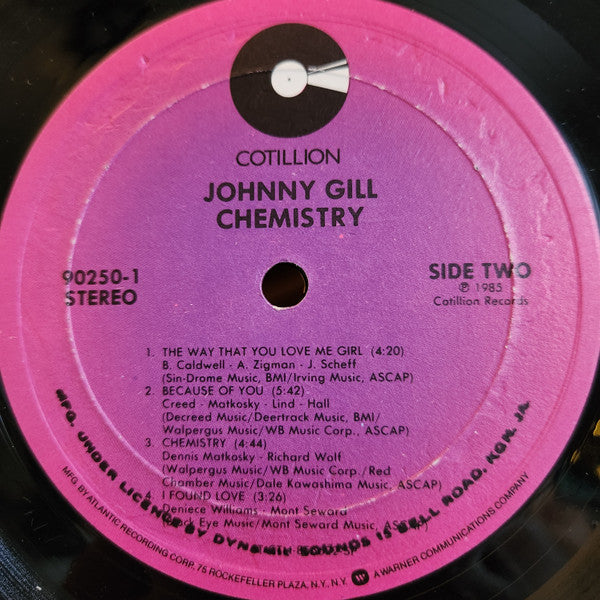 COTILLION
JOHNNY GILL
CHEMISTRY
90250-1
STEREO
SIDE TWO
℗ 1985
Cotillion Records
1. THE WAY THAT YOU LOVE ME GIRL (4:20)
B. Caldwell - A. Zigman - J. Scheff
(Sin-Drome Music, BMI/Irving Music, ASCAP)
2. BECAUSE OF YOU (5:42)
Creed - Matkosky - Lind - Hall
(Decreed Music/Deertrack Music, BMI/
Walpergus Music/WB Music Corp., ASCAP)
3. CHEMISTRY (4:44)
Dennis Matkosky - Richard Wolf
(Walpergus Music/WB Music Corp./Red
Chamber Music/Dale Kawashima Music, ASCAP)
4. I FOUND LOVE (3:26)
Deniece Williams - Mont Seward
Eye Music/Mont Seward Music,
MFG. UNDER LICENCE BY DYNAMIC SOUNDS 15 BELL ROAD, KGN. JA.
MFG. BY ATLANTIC RECORDING CORP., 75 ROCKEFELLER PLAZA, N.Y., N.Y. A WARNER COMMUNICATIONS COMPANY